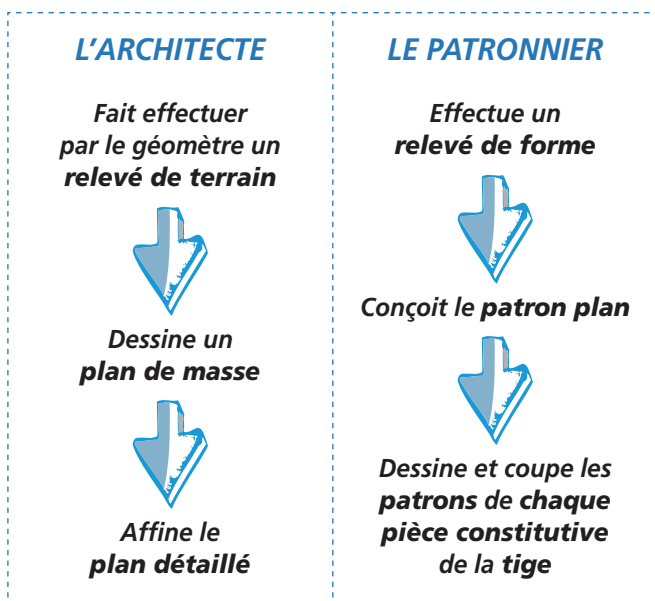 L'ARCHITECTE
Fait effectuer
par le géomètre un
relevé de terrain
Dessine un
plan de masse
Affine le
plan détaillé
LE PATRONNIER
Effectue un
relevé de forme
Conçoit le patron plan
Dessine et coupe les
patrons de chaque
pièce constitutive
de la tige